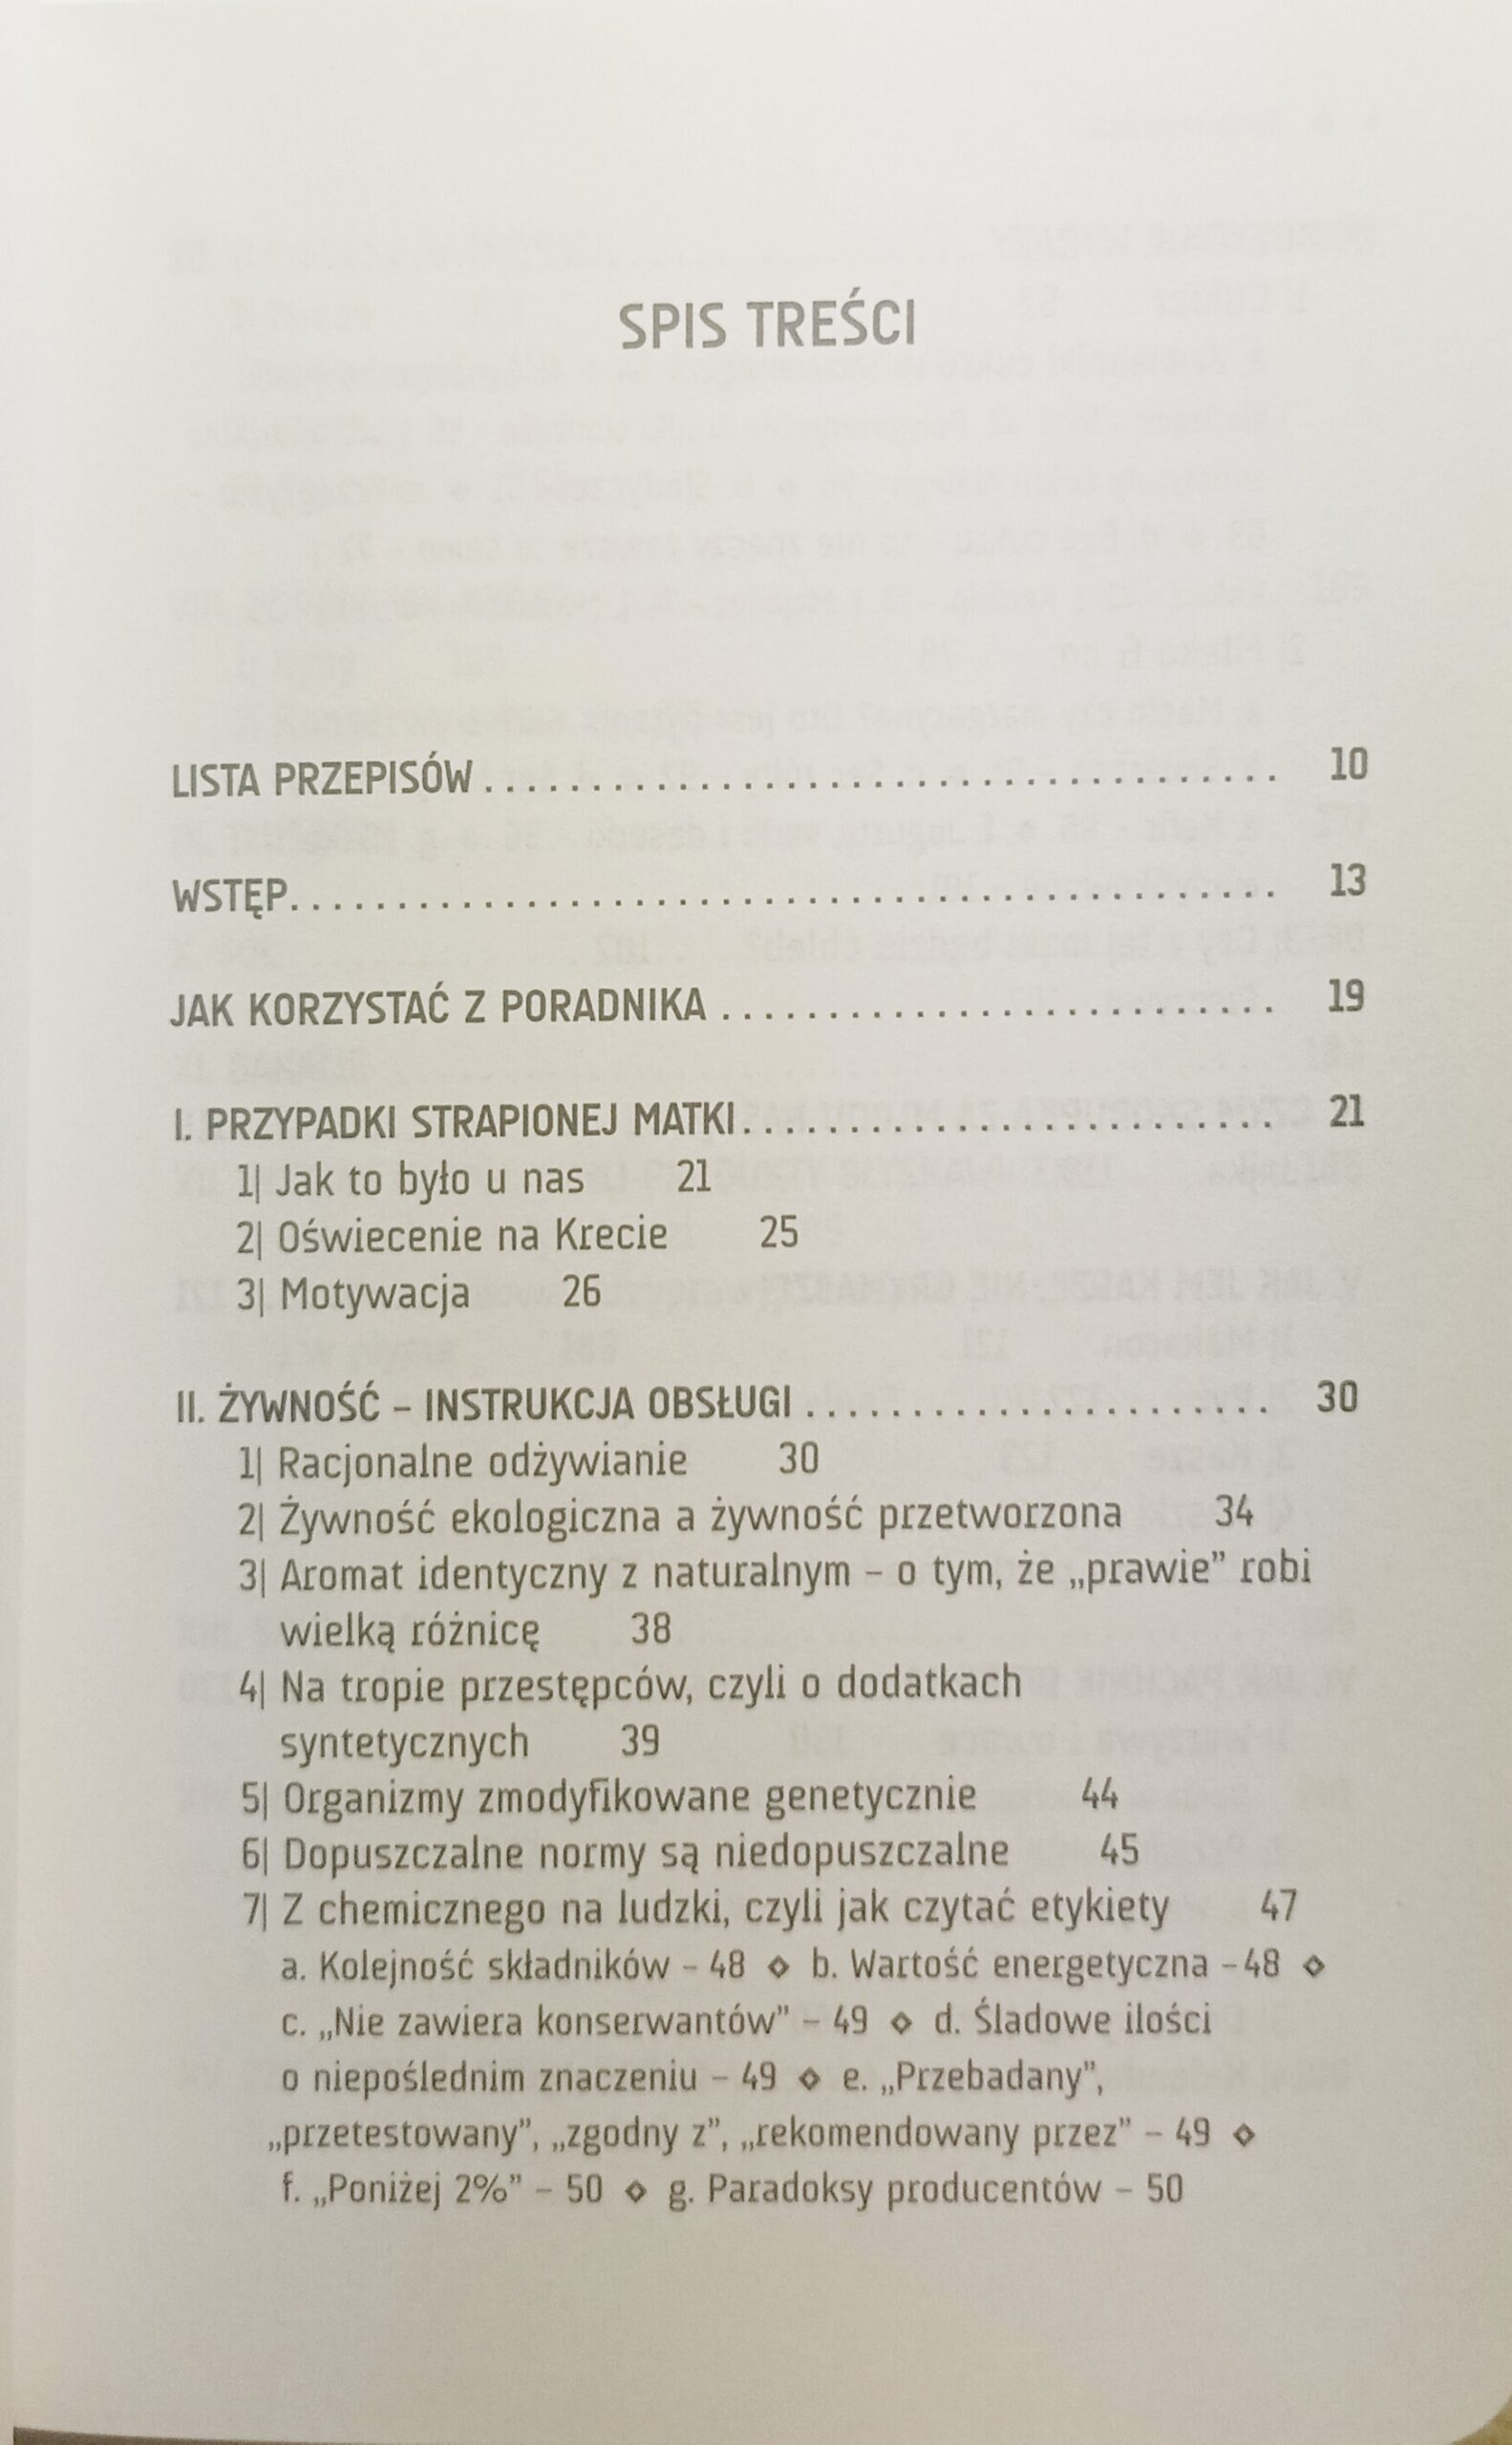 SPIS TREŚCI
LISTA PRZEPISÓW.................................... 10
WSTĘP.............................................. 13
JAK KORZYSTAĆ Z PORADNIKA .......................... 19
I. PRZYPADKI STRAPIONEJ MATKI......................... 21
1| Jak to było u nas 21
2| Oświecenie na Krecie 25
3| Motywacja 26
II. ŻYWNOŚĆ – INSTRUKCJA OBSŁUGI ...................... 30
1| Racjonalne odżywianie 30
2| Żywność ekologiczna a żywność przetworzona 34
3| Aromat identyczny z naturalnym – o tym, że „prawie” robi
wielką różnicę 38
4| Na tropie przestępców, czyli o dodatkach
syntetycznych 39
5| Organizmy zmodyfikowane genetycznie 44
6| Dopuszczalne normy są niedopuszczalne 45
7| Z chemicznego na ludzki, czyli jak czytać etykiety 47
a. Kolejność składników – 48 ⋄ b. Wartość energetyczna – 48 ⋄
c. „Nie zawiera konserwantów” – 49 ⋄ d. Śladowe ilości
o niepoślednim znaczeniu – 49 ⋄ e. „Przebadany”,
„przetestowany”, „zgodny z”, „rekomendowany przez” – 49 ⋄
f. „Poniżej 2%” – 50 ⋄ g. Paradoksy producentów – 50